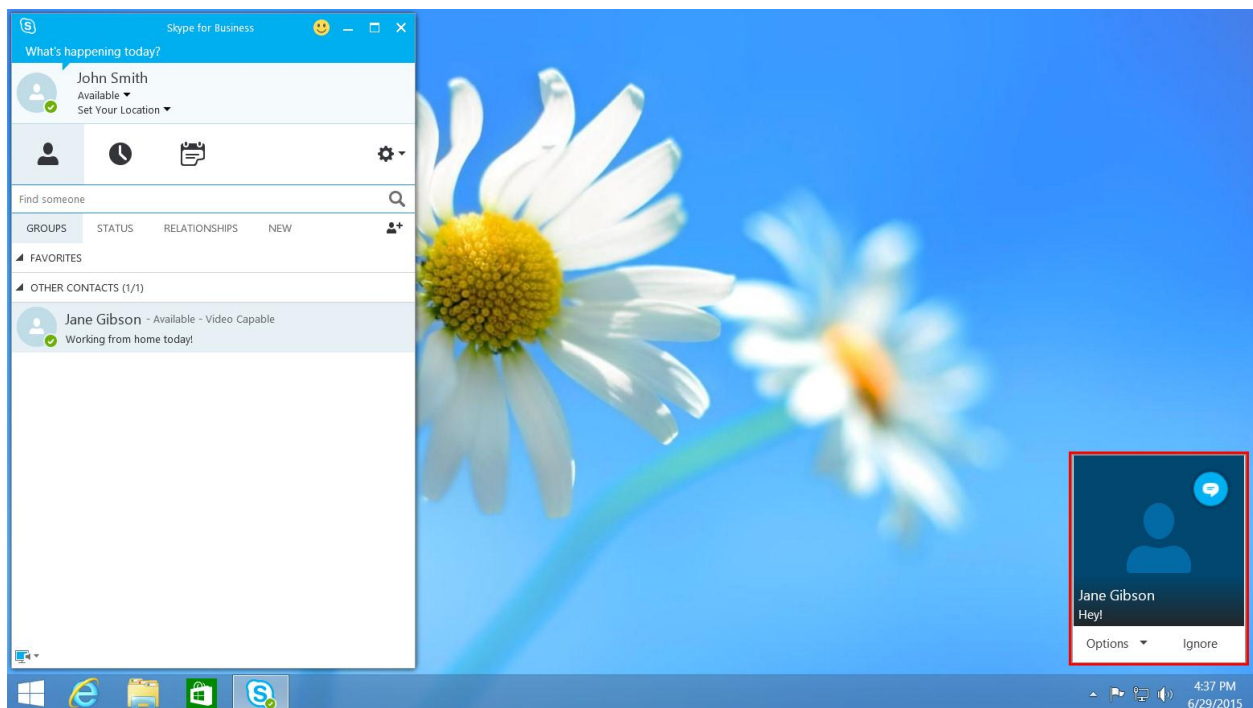 Skype for Business
What's happening today?
John Smith
Available
Set Your Location
Find someone
GROUPS STATUS RELATIONSHIPS NEW
FAVORITES
OTHER CONTACTS (1/1)
Jane Gibson - Available - Video Capable
Working from home today!
Jane Gibson
Hey!
Options Ignore
4:37 PM
6/29/2015